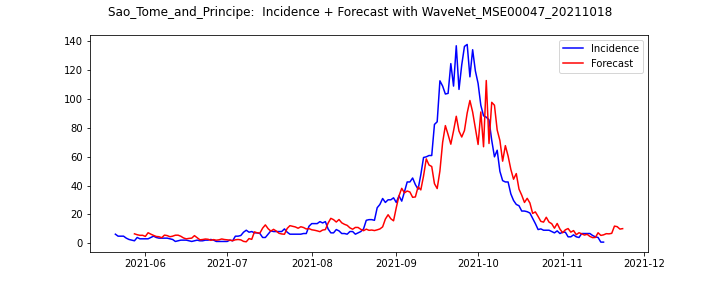 Sao_Tome_and_Principe:  Incidence + Forecast with WaveNet_MSE00047_20211018
Incidence
Forecast
140
120
100
80
60
40
20
0
2021-06 2021-07 2021-08 2021-09 2021-10 2021-11 2021-12